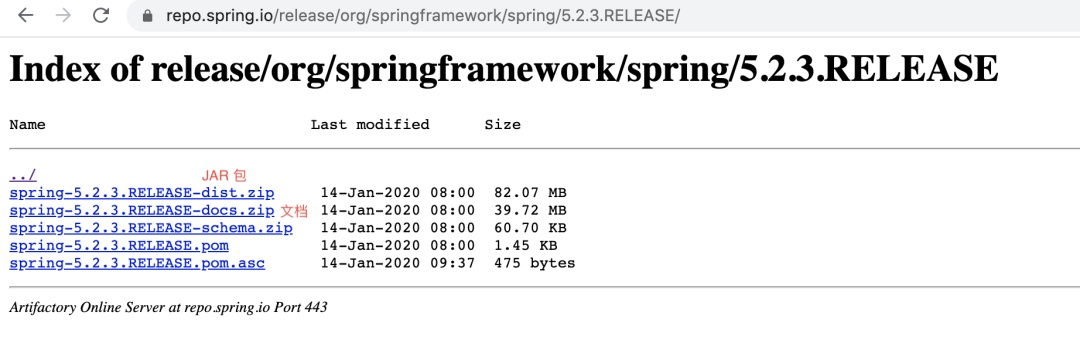 repo.spring.io/release/org/springframework/spring/5.2.3.RELEASE/
Index of release/org/springframework/spring/5.2.3.RELEASE
Name Last modified Size
../ JAR 包
spring-5.2.3.RELEASE-dist.zip 14-Jan-2020 08:00 82.07 MB
spring-5.2.3.RELEASE-docs.zip 文档 14-Jan-2020 08:00 39.72 MB
spring-5.2.3.RELEASE-schema.zip 14-Jan-2020 08:00 60.70 KB
spring-5.2.3.RELEASE.pom 14-Jan-2020 08:00 1.45 KB
spring-5.2.3.RELEASE.pom.asc 14-Jan-2020 09:37 475 bytes
Artifactory Online Server at repo.spring.io Port 443